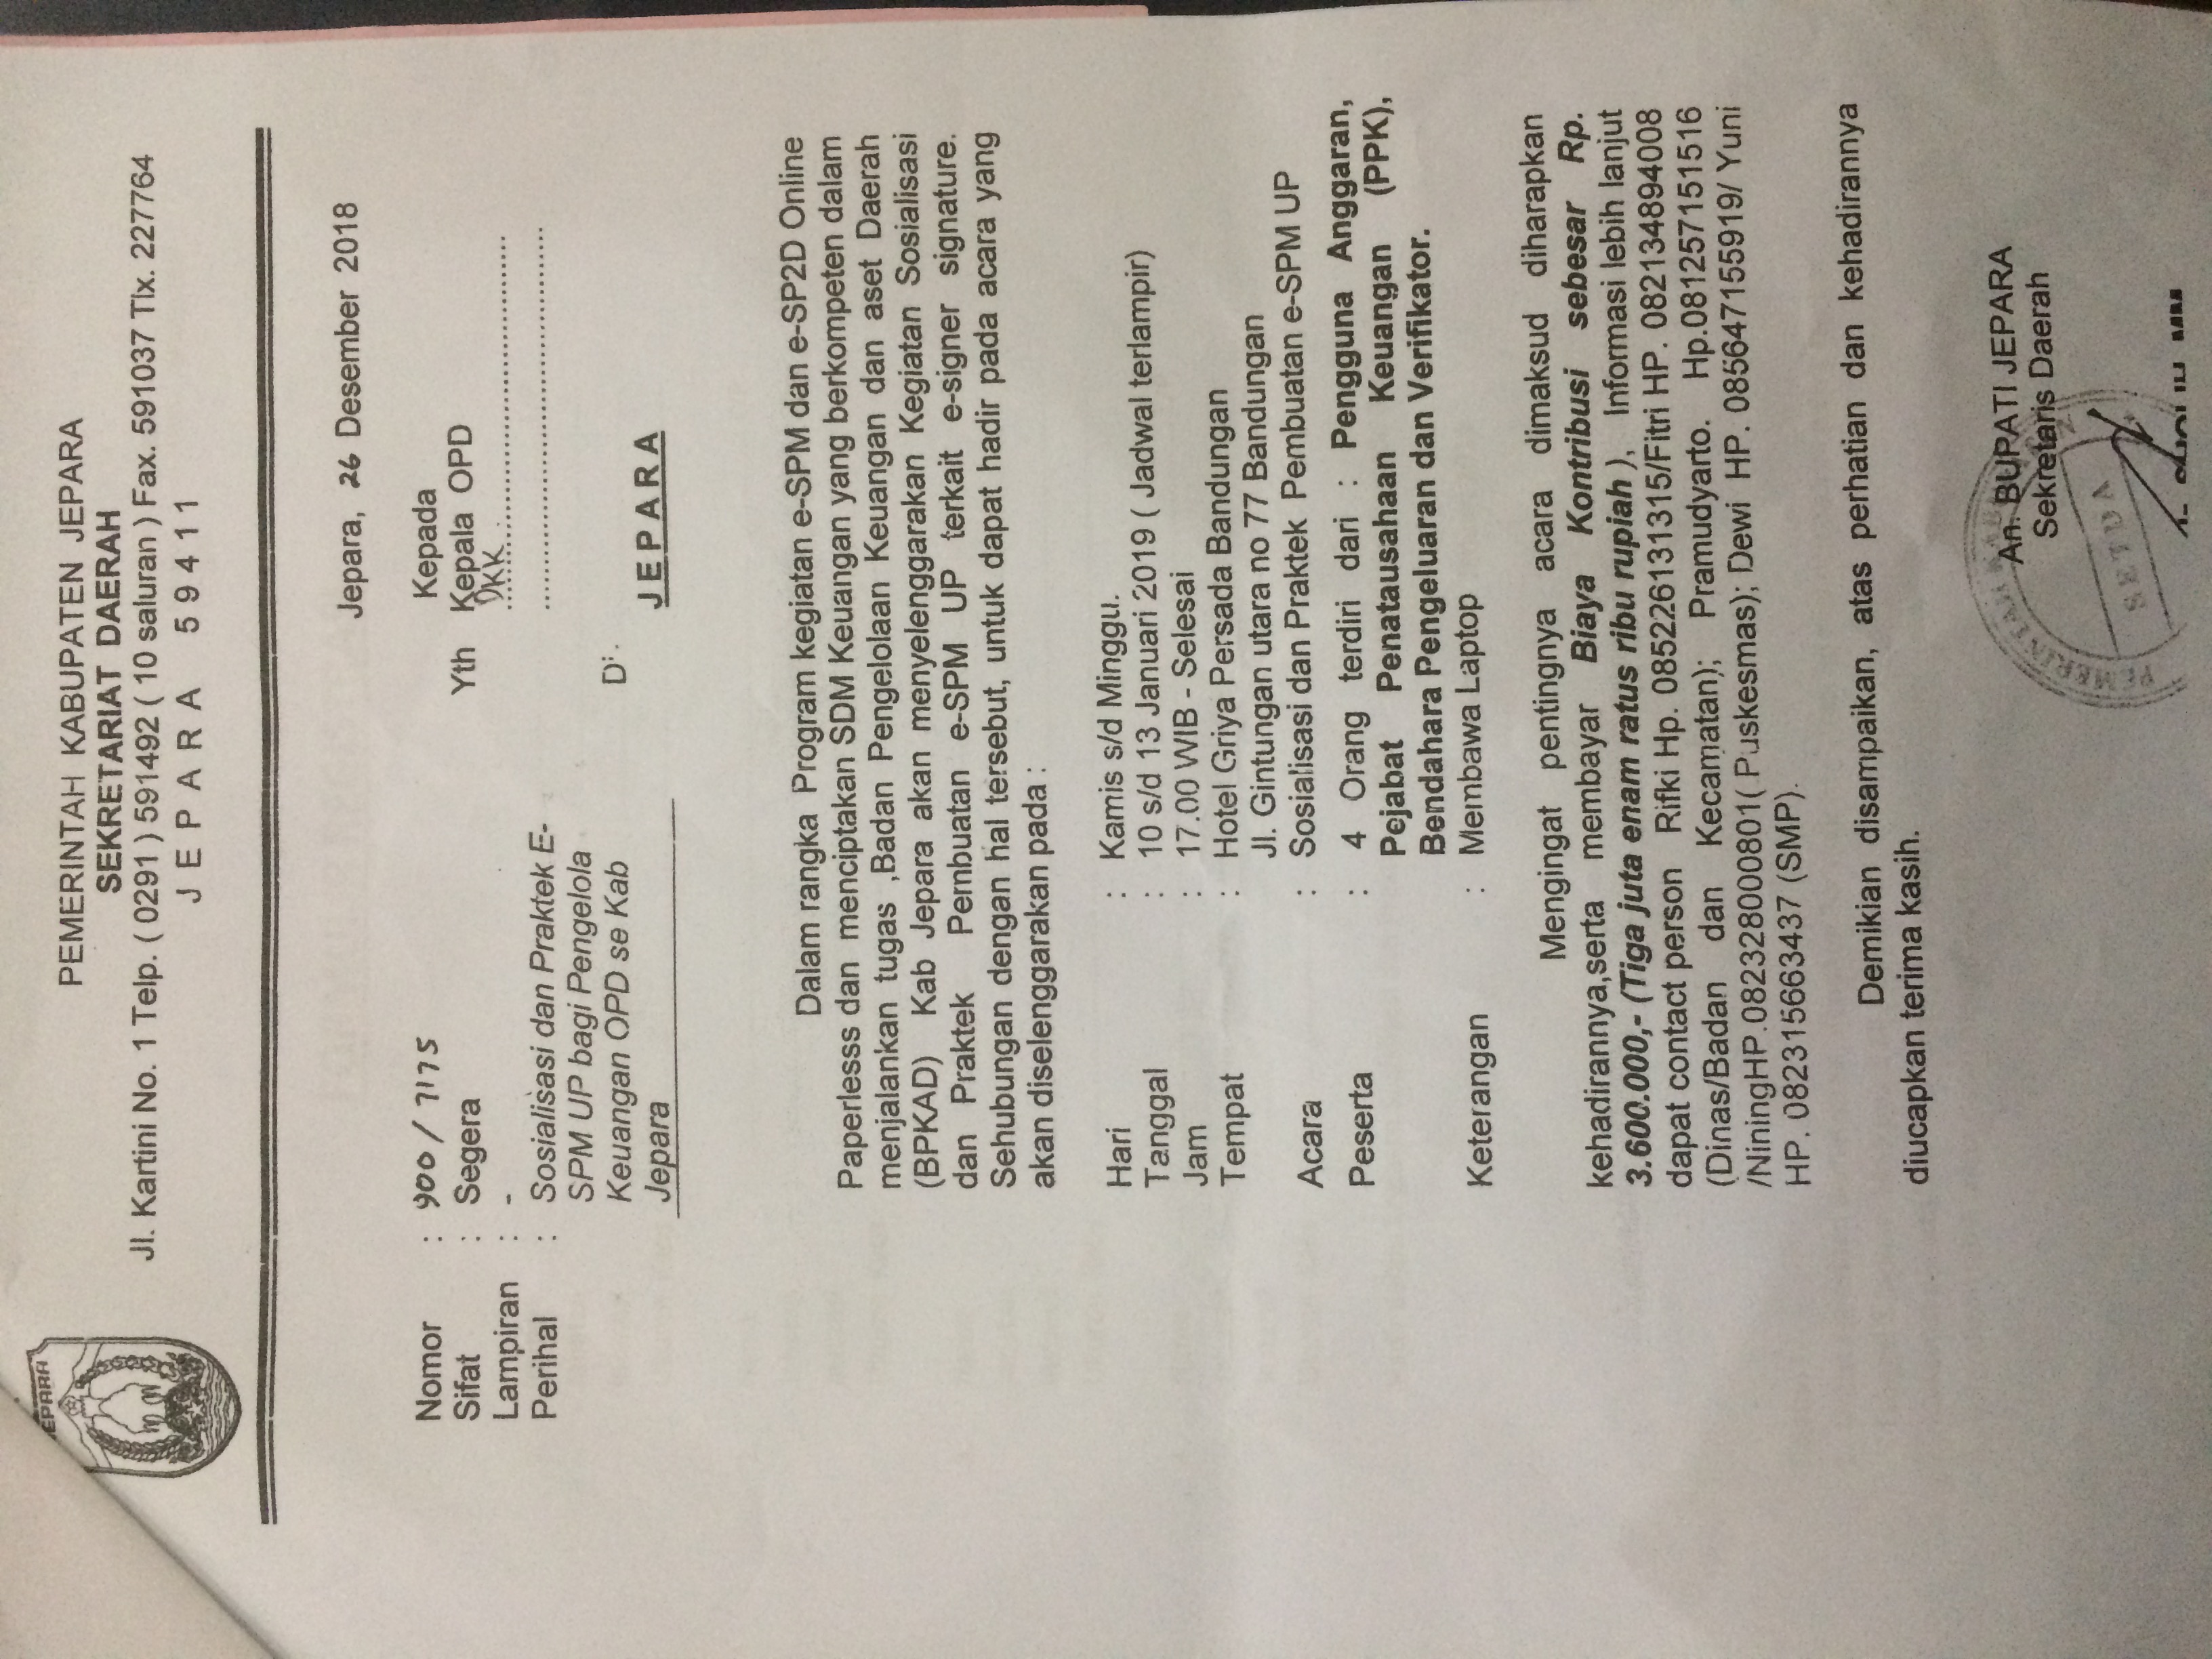 JEPARA
PEMERINTAH KABUPATEN JEPARA
SEKRETARIAT DAERAH
Jl. Kartini No. 1 Telp. ( 0291 ) 591492 ( 10 saluran ) Fax. 591037 Tlx. 227764
J E P A R A 5 9 4 1 1
Jepara, 26 Desember 2018
Nomor : 900 / 7175
Sifat : Segera
Lampiran : -
Perihal : Sosialisasi dan Praktek E-
SPM UP bagi Pengelola
Keuangan OPD se Kab
Jepara
Kepada
Yth Kepala OPD
DKK
Di.
J E P A R A
Dalam rangka Program kegiatan e-SPM dan e-SP2D Online
Paperlesss dan menciptakan SDM Keuangan yang berkompeten dalam
menjalankan tugas ,Badan Pengelolaan Keuangan dan aset Daerah
(BPKAD) Kab Jepara akan menyelenggarakan Kegiatan Sosialisasi
dan Praktek Pembuatan e-SPM UP terkait e-signer signature.
Sehubungan dengan hal tersebut, untuk dapat hadir pada acara yang
akan diselenggarakan pada :
Hari : Kamis s/d Minggu.
Tanggal : 10 s/d 13 Januari 2019 ( Jadwal terlampir)
Jam : 17.00 WIB - Selesai
Tempat : Hotel Griya Persada Bandungan
Jl. Gintungan utara no 77 Bandungan
Acara : Sosialisasi dan Praktek Pembuatan e-SPM UP
Peserta : 4 Orang terdiri dari : Pengguna Anggaran,
Pejabat Penatausahaan Keuangan (PPK),
Bendahara Pengeluaran dan Verifikator.
Keterangan : Membawa Laptop
Mengingat pentingnya acara dimaksud diharapkan
kehadirannya,serta membayar Biaya Kontribusi sebesar Rp.
3.600.000,- (Tiga juta enam ratus ribu rupiah ), Informasi lebih lanjut
dapat contact person Rifki Hp. 085226131315/Fitri HP. 082134894008
(Dinas/Badan dan Kecamatan); Pramudyarto. Hp.081257151516
/NiningHP.082328000801( Puskesmas); Dewi HP. 085647155919/ Yuni
HP. 082315663437 (SMP).
Demikian disampaikan, atas perhatian dan kehadirannya
diucapkan terima kasih.
An. BUPATI JEPARA
Sekretaris Daerah
PEMERINTAH KABUPATEN
SETDA
SHOLIH, MM